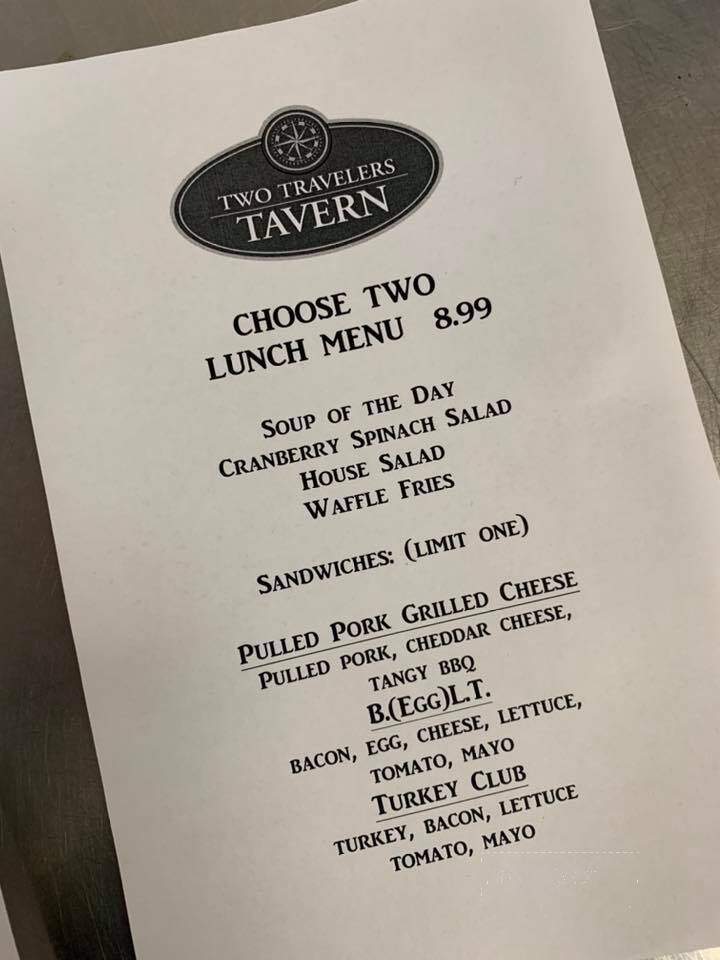 TWO TRAVELERS
TAVERN
CHOOSE TWO
LUNCH MENU 8.99
SOUP OF THE DAY
CRANBERRY SPINACH SALAD
HOUSE SALAD
WAFFLE FRIES
SANDWICHES: (LIMIT ONE)
PULLED PORK GRILLED CHEESE
PULLED PORK, CHEDDAR CHEESE,
TANGY BBQ
B.(EGG)L.T.
BACON, EGG, CHEESE, LETTUCE,
TOMATO, MAYO
TURKEY CLUB
TURKEY, BACON, LETTUCE
TOMATO, MAYO